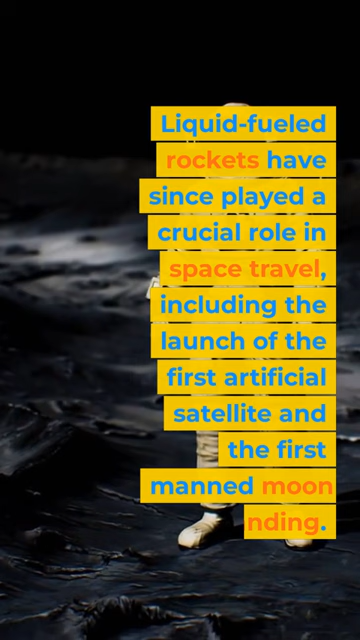 Liquid-fueled
rockets have
since played a
crucial role in
space travel,
including the
launch of the
first artificial
satellite and
the first
manned moon
nding.